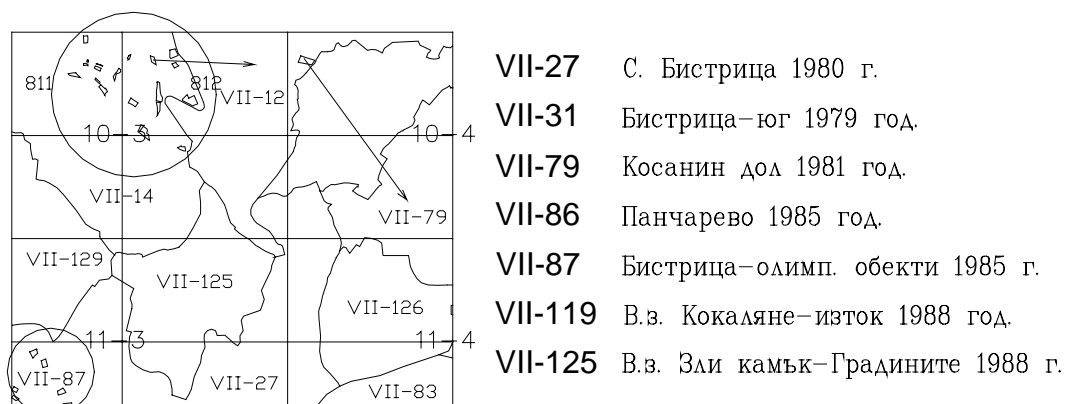 811
812
VII-12
10-3
10-4
VII-14
VII-79
VII-129
VII-125
VII-126
11-3
11-4
VII-87
VII-27
VII-83
VII-27 С. Бистрица 1980 г.
VII-31 Бистрица-юг 1979 год.
VII-79 Косанин дол 1981 год.
VII-86 Панчарево 1985 год.
VII-87 Бистрица-олимп. обекти 1985 г.
VII-119 В.з. Кокаляне-изток 1988 год.
VII-125 В.з. Зли камък-Градините 1988 г.